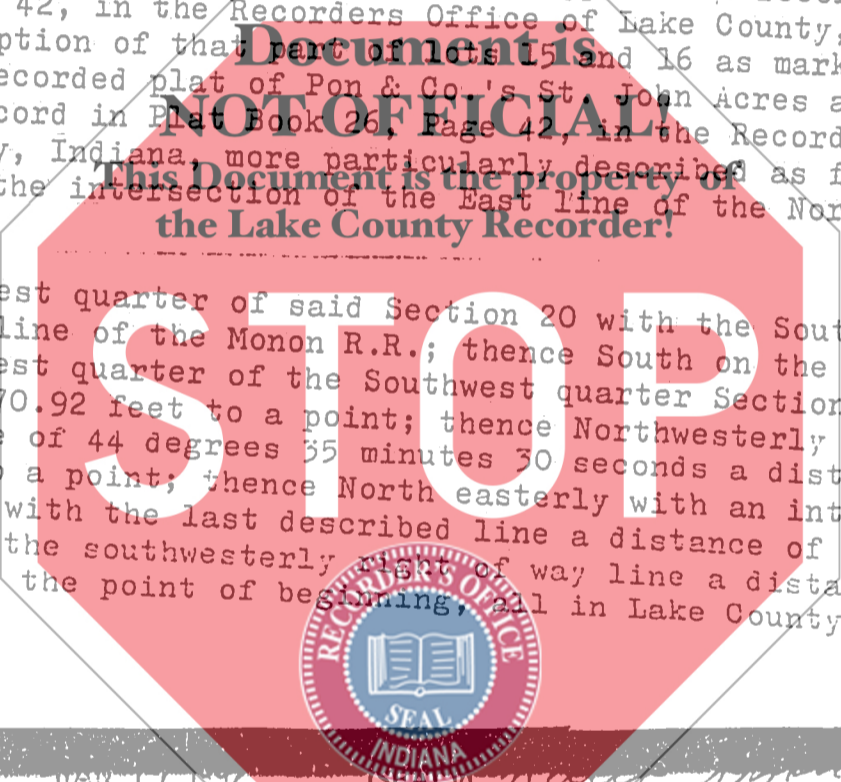 42, in the Recorders Office of Lake County,
ption of that part of lots 15 and 16 as mark
ecorded plat of Pon & Co.'s St. John Acres a
cord in Plat Book 26, Page 42, in the Record
y, Indiana, more particularly described as f
the intersection of the East line of the Nor
Document is
NOT OFFICIAL!
This Document is the property of
the Lake County Recorder!
est quarter of said Section 20 with the Sout
line of the Monon R.R.; thence South on the
est quarter of the Southwest quarter Section
70.92 feet to a point; thence Northwesterly
of 44 degrees 35 minutes 30 seconds a dist
a point; thence North easterly with an int
with the last described line a distance of
the southwesterly right of way line a dista
the point of beginning, all in Lake County
STOP
RECORDER'S OFFICE
SEAL
INDIANA